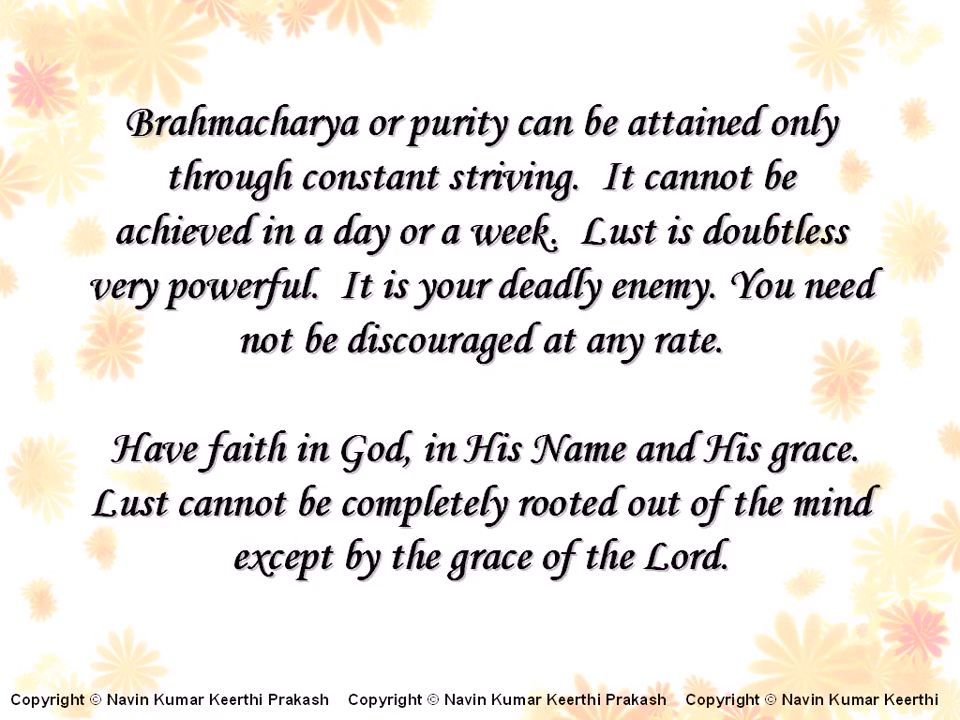 Brahmacharya or purity can be attained only
through constant striving.  It cannot be
achieved in a day or a week.  Lust is doubtless
very powerful.  It is your deadly enemy. You need
not be discouraged at any rate.
Have faith in God, in His Name and His grace.
Lust cannot be completely rooted out of the mind
except by the grace of the Lord.
Copyright © Navin Kumar Keerthi Prakash    Copyright © Navin Kumar Keerthi Prakash    Copyright © Navin Kumar Keerthi